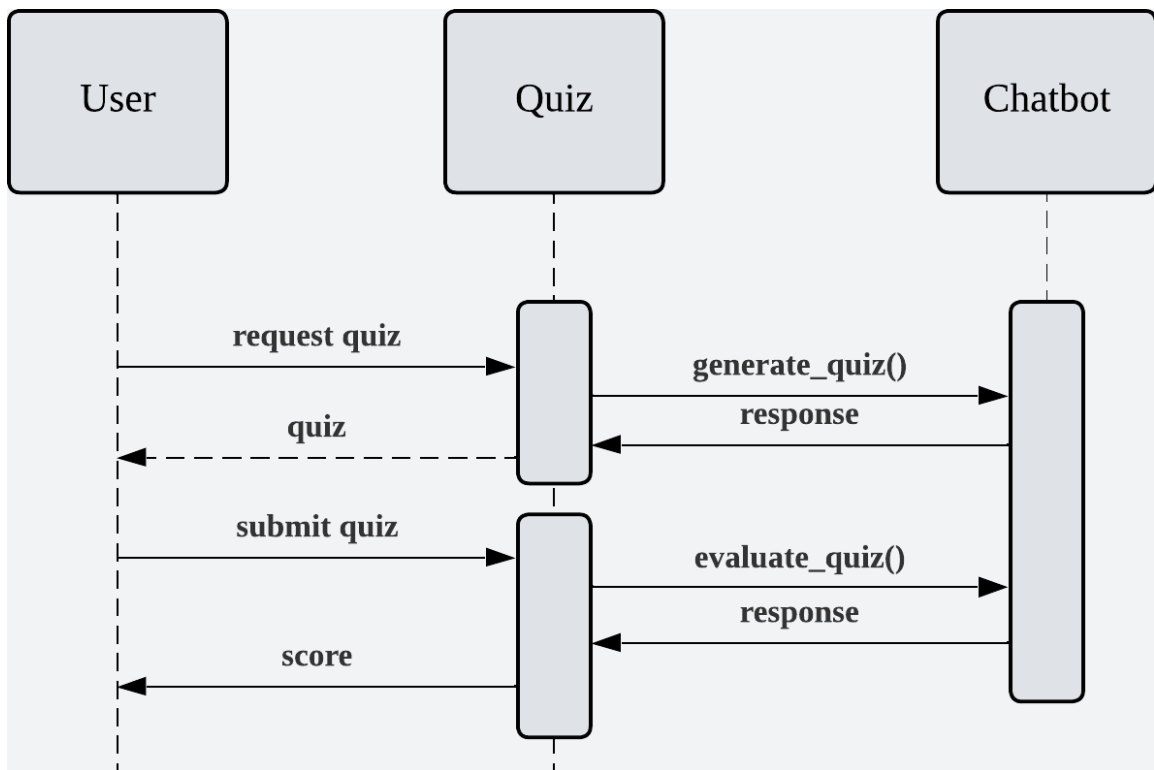 User
Quiz
Chatbot
request quiz
generate_quiz()
response
quiz
submit quiz
evaluate_quiz()
response
score